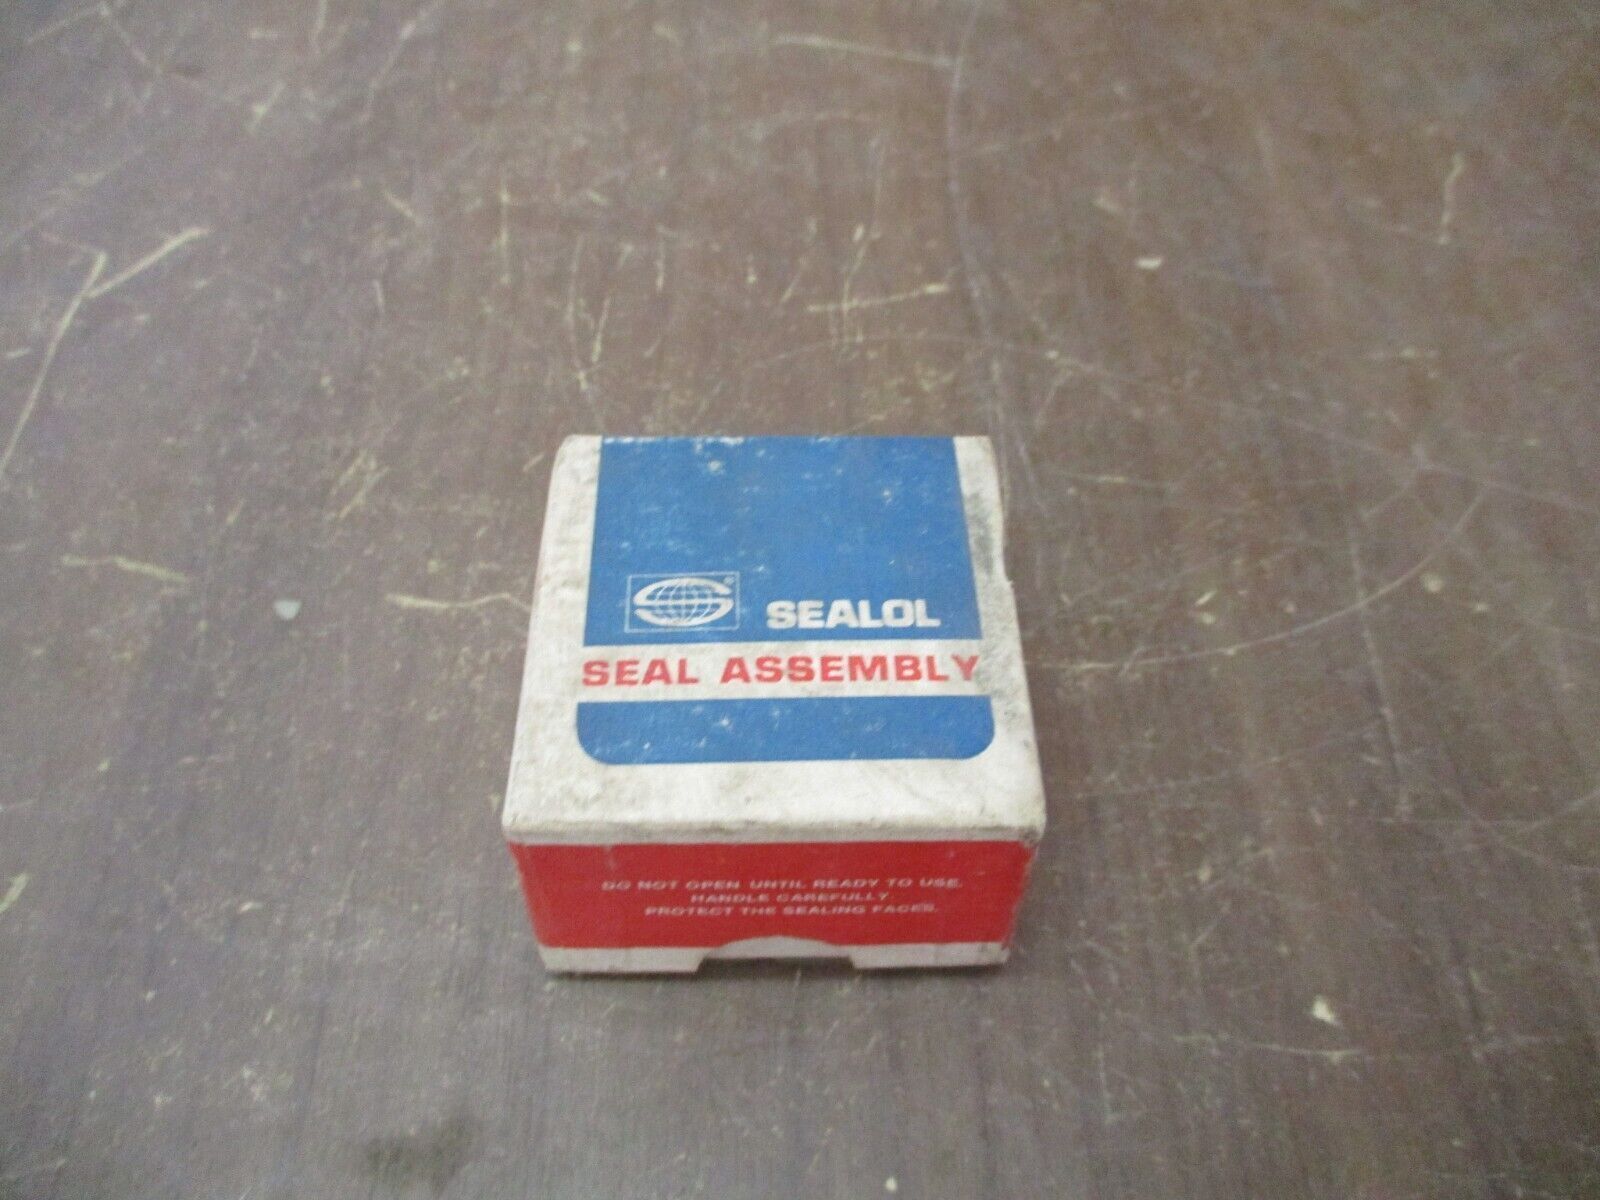 ®
SEALOL
SEAL ASSEMBLY
DO NOT OPEN UNTIL READY TO USE.
HANDLE CAREFULLY.
PROTECT THE SEALING FACES.